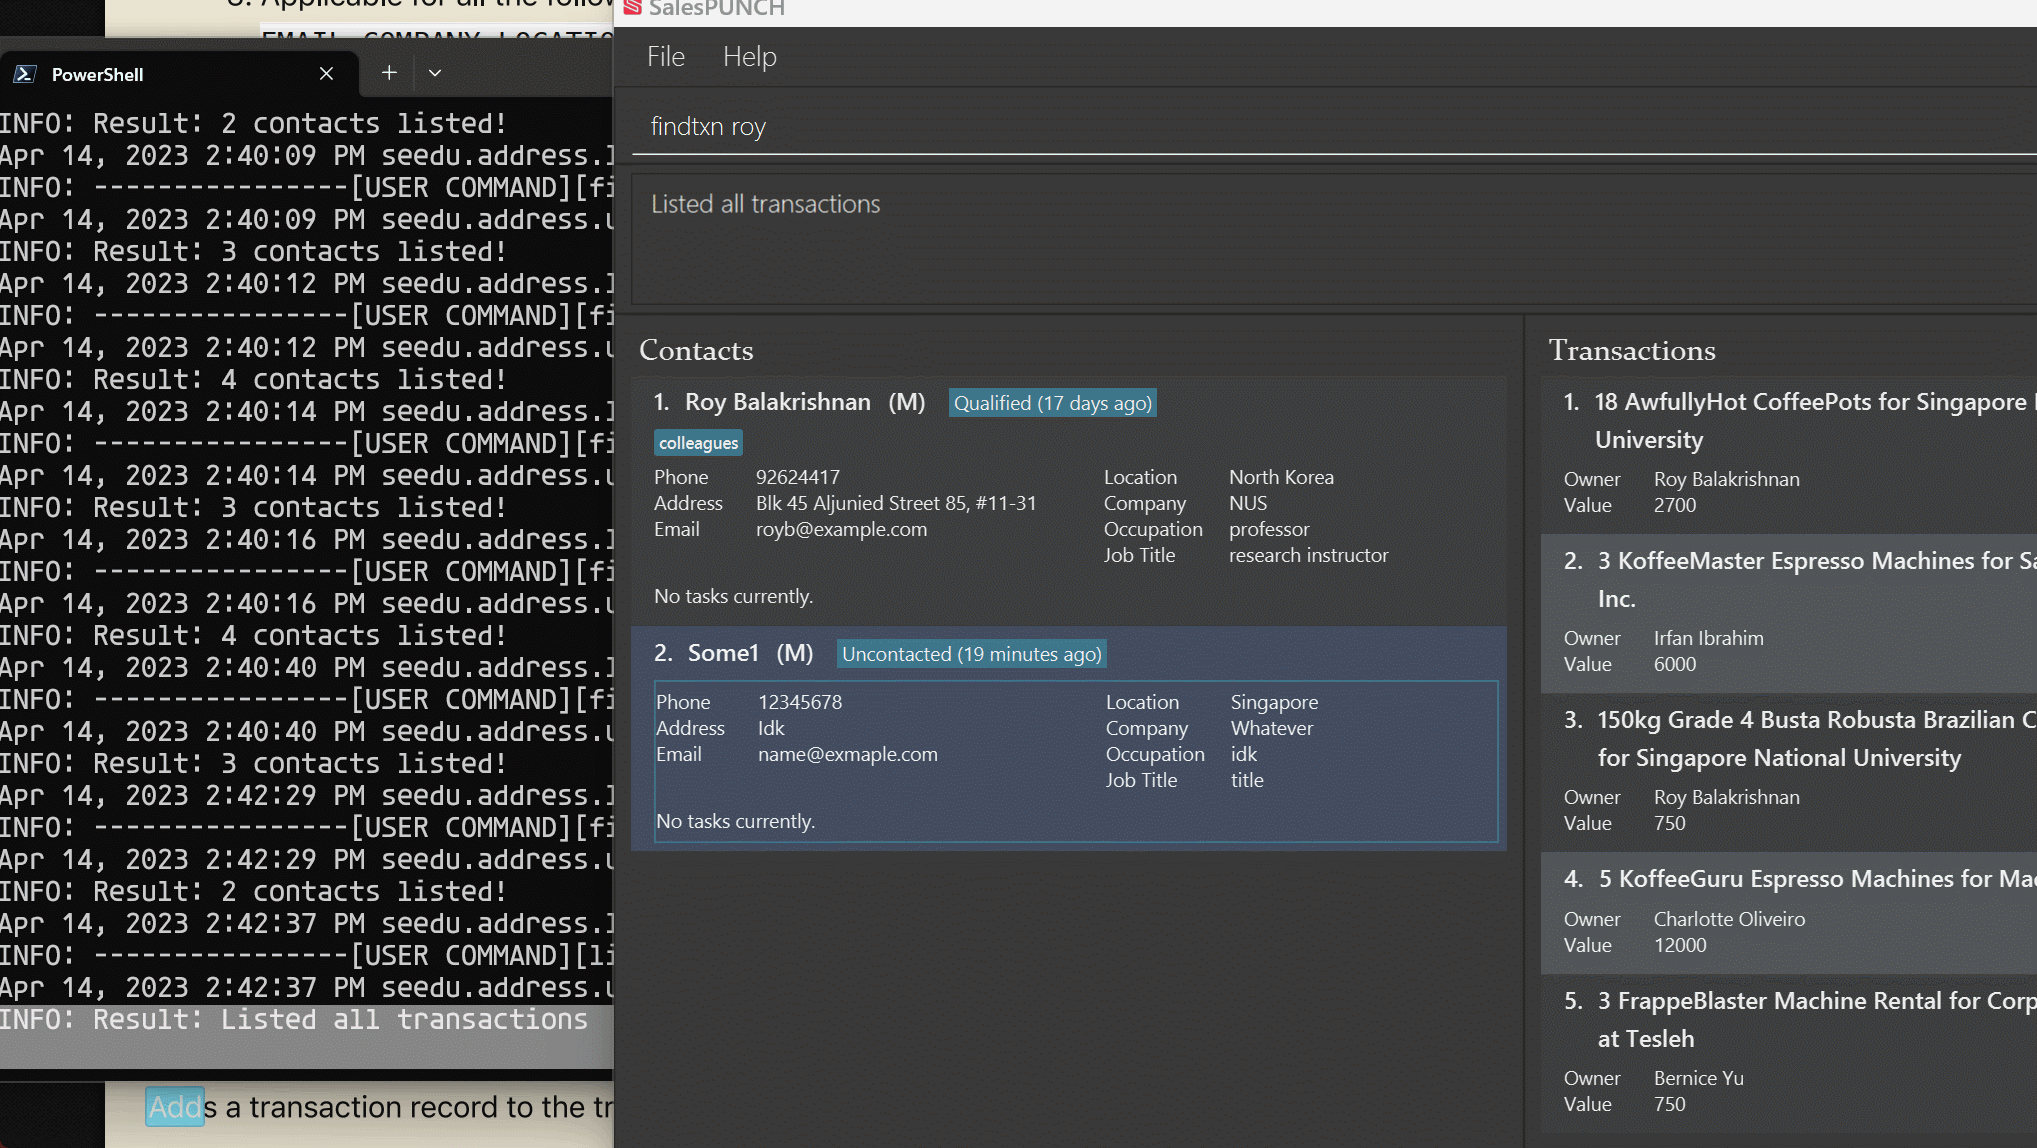 3. Applicable for all the follow
EMAIL COMPANY LOCATIO
PowerShell
INFO: Result: 2 contacts listed!
Apr 14, 2023 2:40:09 PM seedu.address.l
INFO: ----------------[USER COMMAND][fi
Apr 14, 2023 2:40:09 PM seedu.address.u
INFO: Result: 3 contacts listed!
Apr 14, 2023 2:40:12 PM seedu.address.l
INFO: ----------------[USER COMMAND][fi
Apr 14, 2023 2:40:12 PM seedu.address.u
INFO: Result: 4 contacts listed!
Apr 14, 2023 2:40:14 PM seedu.address.l
INFO: ----------------[USER COMMAND][fi
Apr 14, 2023 2:40:14 PM seedu.address.u
INFO: Result: 3 contacts listed!
Apr 14, 2023 2:40:16 PM seedu.address.l
INFO: ----------------[USER COMMAND][fi
Apr 14, 2023 2:40:16 PM seedu.address.u
INFO: Result: 4 contacts listed!
Apr 14, 2023 2:40:40 PM seedu.address.l
INFO: ----------------[USER COMMAND][fi
Apr 14, 2023 2:40:40 PM seedu.address.u
INFO: Result: 3 contacts listed!
Apr 14, 2023 2:42:29 PM seedu.address.l
INFO: ----------------[USER COMMAND][fi
Apr 14, 2023 2:42:29 PM seedu.address.u
INFO: Result: 2 contacts listed!
Apr 14, 2023 2:42:37 PM seedu.address.l
INFO: ----------------[USER COMMAND][li
Apr 14, 2023 2:42:37 PM seedu.address.u
INFO: Result: Listed all transactions
Adds a transaction record to the tr
SalesPUNCH
File Help
findtxn roy
Listed all transactions
Contacts
1. Roy Balakrishnan (M) Qualified (17 days ago)
colleagues
Phone 92624417 Location North Korea
Address Blk 45 Aljunied Street 85, #11-31 Company NUS
Email royb@example.com Occupation professor
Job Title research instructor
No tasks currently.
2. Some1 (M) Uncontacted (19 minutes ago)
Phone 12345678 Location Singapore
Address Idk Company Whatever
Email name@exmaple.com Occupation idk
Job Title title
No tasks currently.
Transactions
1. 18 AwfullyHot CoffeePots for Singapore
University
Owner Roy Balakrishnan
Value 2700
2. 3 KoffeeMaster Espresso Machines for Sa
Inc.
Owner Irfan Ibrahim
Value 6000
3. 150kg Grade 4 Busta Robusta Brazilian C
for Singapore National University
Owner Roy Balakrishnan
Value 750
4. 5 KoffeeGuru Espresso Machines for Mac
Owner Charlotte Oliveiro
Value 12000
5. 3 FrappeBlaster Machine Rental for Corp
at Tesleh
Owner Bernice Yu
Value 750